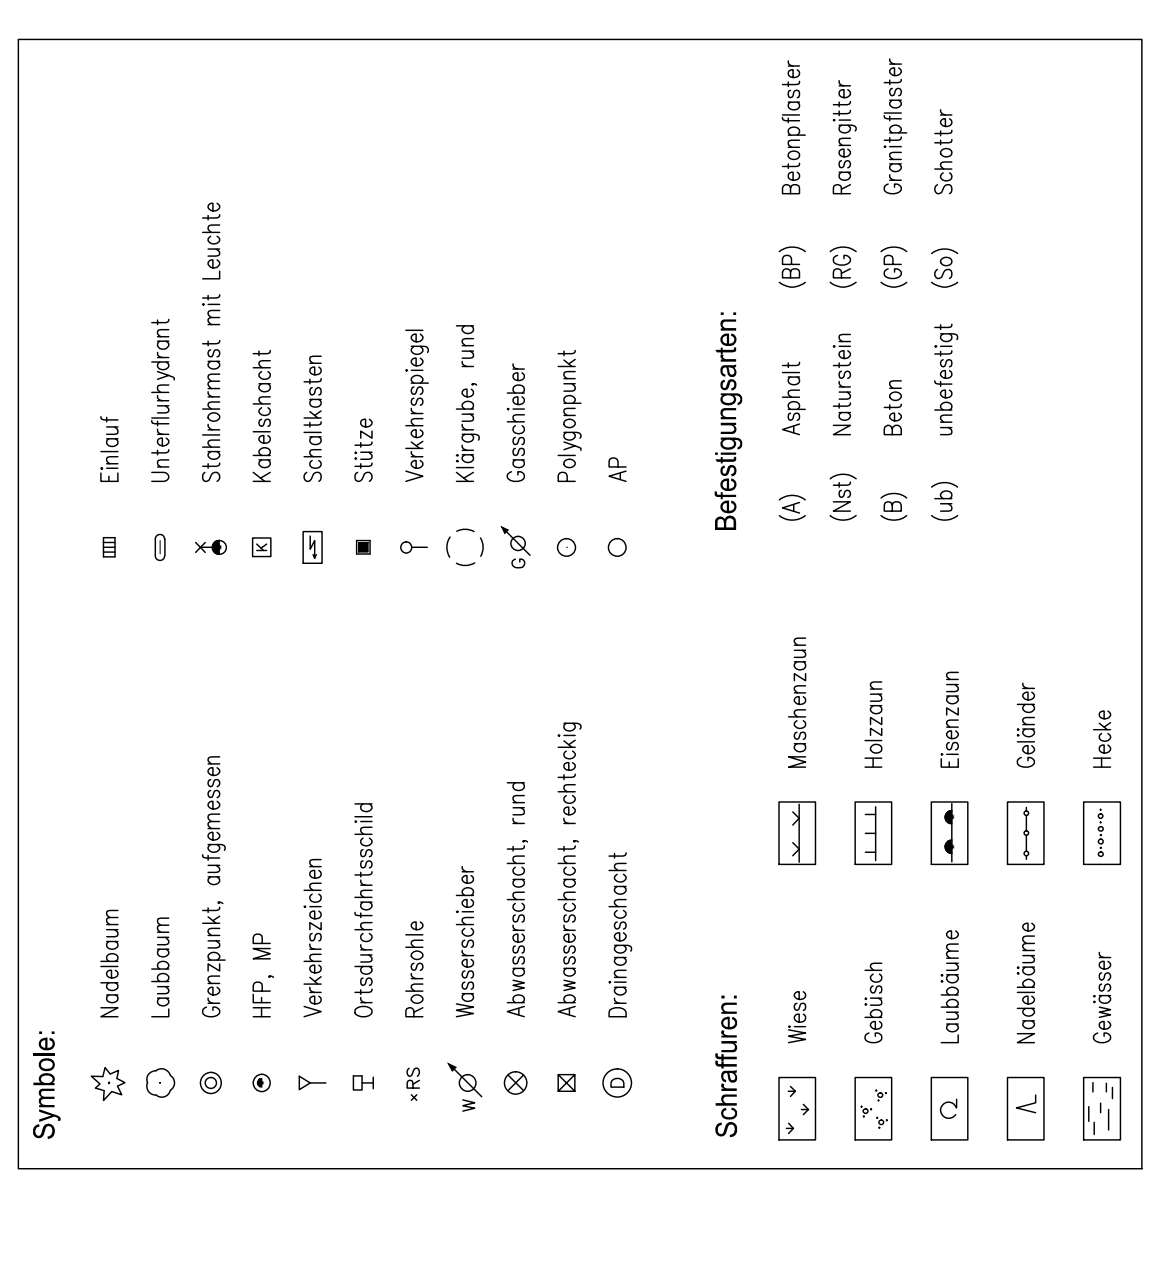 Symbole:
Nadelbaum
Laubbaum
Grenzpunkt, aufgemessen
HFP, MP
Verkehrszeichen
Ortsdurchfahrtsschild
×RS Rohrsohle
W Wasserschieber
Abwasserschacht, rund
Abwasserschacht, rechteckig
D Drainageschacht
Einlauf
Unterflurhydrant
Stahlrohrmast mit Leuchte
K Kabelschacht
Schaltkasten
Stütze
Verkehrsspiegel
Klärgrube, rund
G Gasschieber
Polygonpunkt
AP
Schraffuren:
Wiese
Gebüsch
Laubbäume
Nadelbäume
Gewässer
Maschenzaun
Holzzaun
Eisenzaun
Geländer
Hecke
Befestigungsarten:
(A) Asphalt
(Nst) Naturstein
(B) Beton
(ub) unbefestigt
(BP) Betonpflaster
(RG) Rasengitter
(GP) Granitpflaster
(So) Schotter